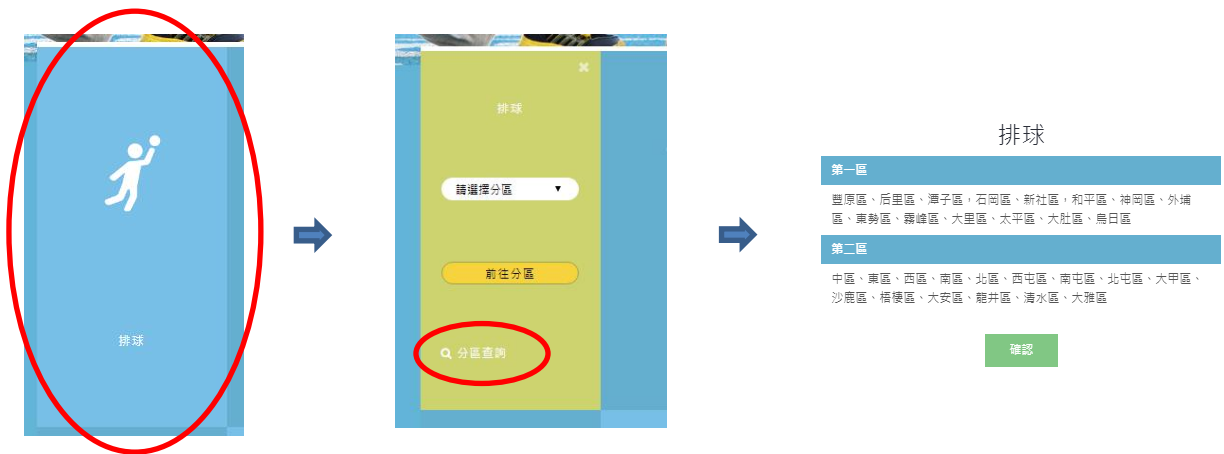 排球
排球
請選擇分區
前往分區
分區查詢
排球
第一區
豐原區、后里區、潭子區，石岡區、新社區，和平區、神岡區、外埔
區、東勢區、霧峰區、大里區、太平區、大肚區、烏日區
第二區
中區、東區、西區、南區、北區、西屯區、南屯區、北屯區、大甲區、
沙鹿區、梧棲區、大安區、龍井區、清水區、大雅區
確認